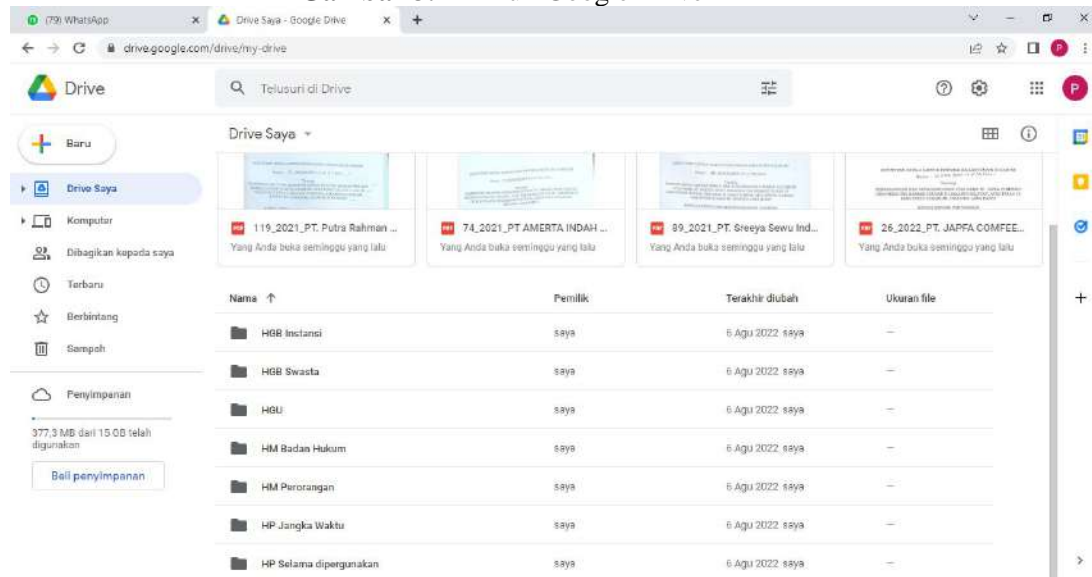 (79) WhatsApp
Drive Saya - Google Drive
drive.google.com/drive/my-drive
Drive
Telusuri di Drive
P
Baru
Drive Saya
Komputer
Dibagikan kepada saya
Terbaru
Berbintang
Sampah
Penyimpanan
377,3 MB dari 15 GB telah
digunakan
Beli penyimpanan
Drive Saya
119_2021_PT. Putra Rahman ...
Yang Anda buka seminggu yang lalu
74_2021_PT AMERTA INDAH ...
Yang Anda buka seminggu yang lalu
89_2021_PT. Sreeya Sewu Ind...
Yang Anda buka seminggu yang lalu
26_2022_PT. JAPFA COMFEE...
Yang Anda buka seminggu yang lalu
Nama Pemilik Terakhir diubah Ukuran file
HGB Instansi saya 6 Agu 2022 saya —
HGB Swasta saya 6 Agu 2022 saya —
HGU saya 6 Agu 2022 saya —
HM Badan Hukum saya 6 Agu 2022 saya —
HM Perorangan saya 6 Agu 2022 saya —
HP Jangka Waktu saya 6 Agu 2022 saya —
HP Selama dipergunakan saya 6 Agu 2022 saya —